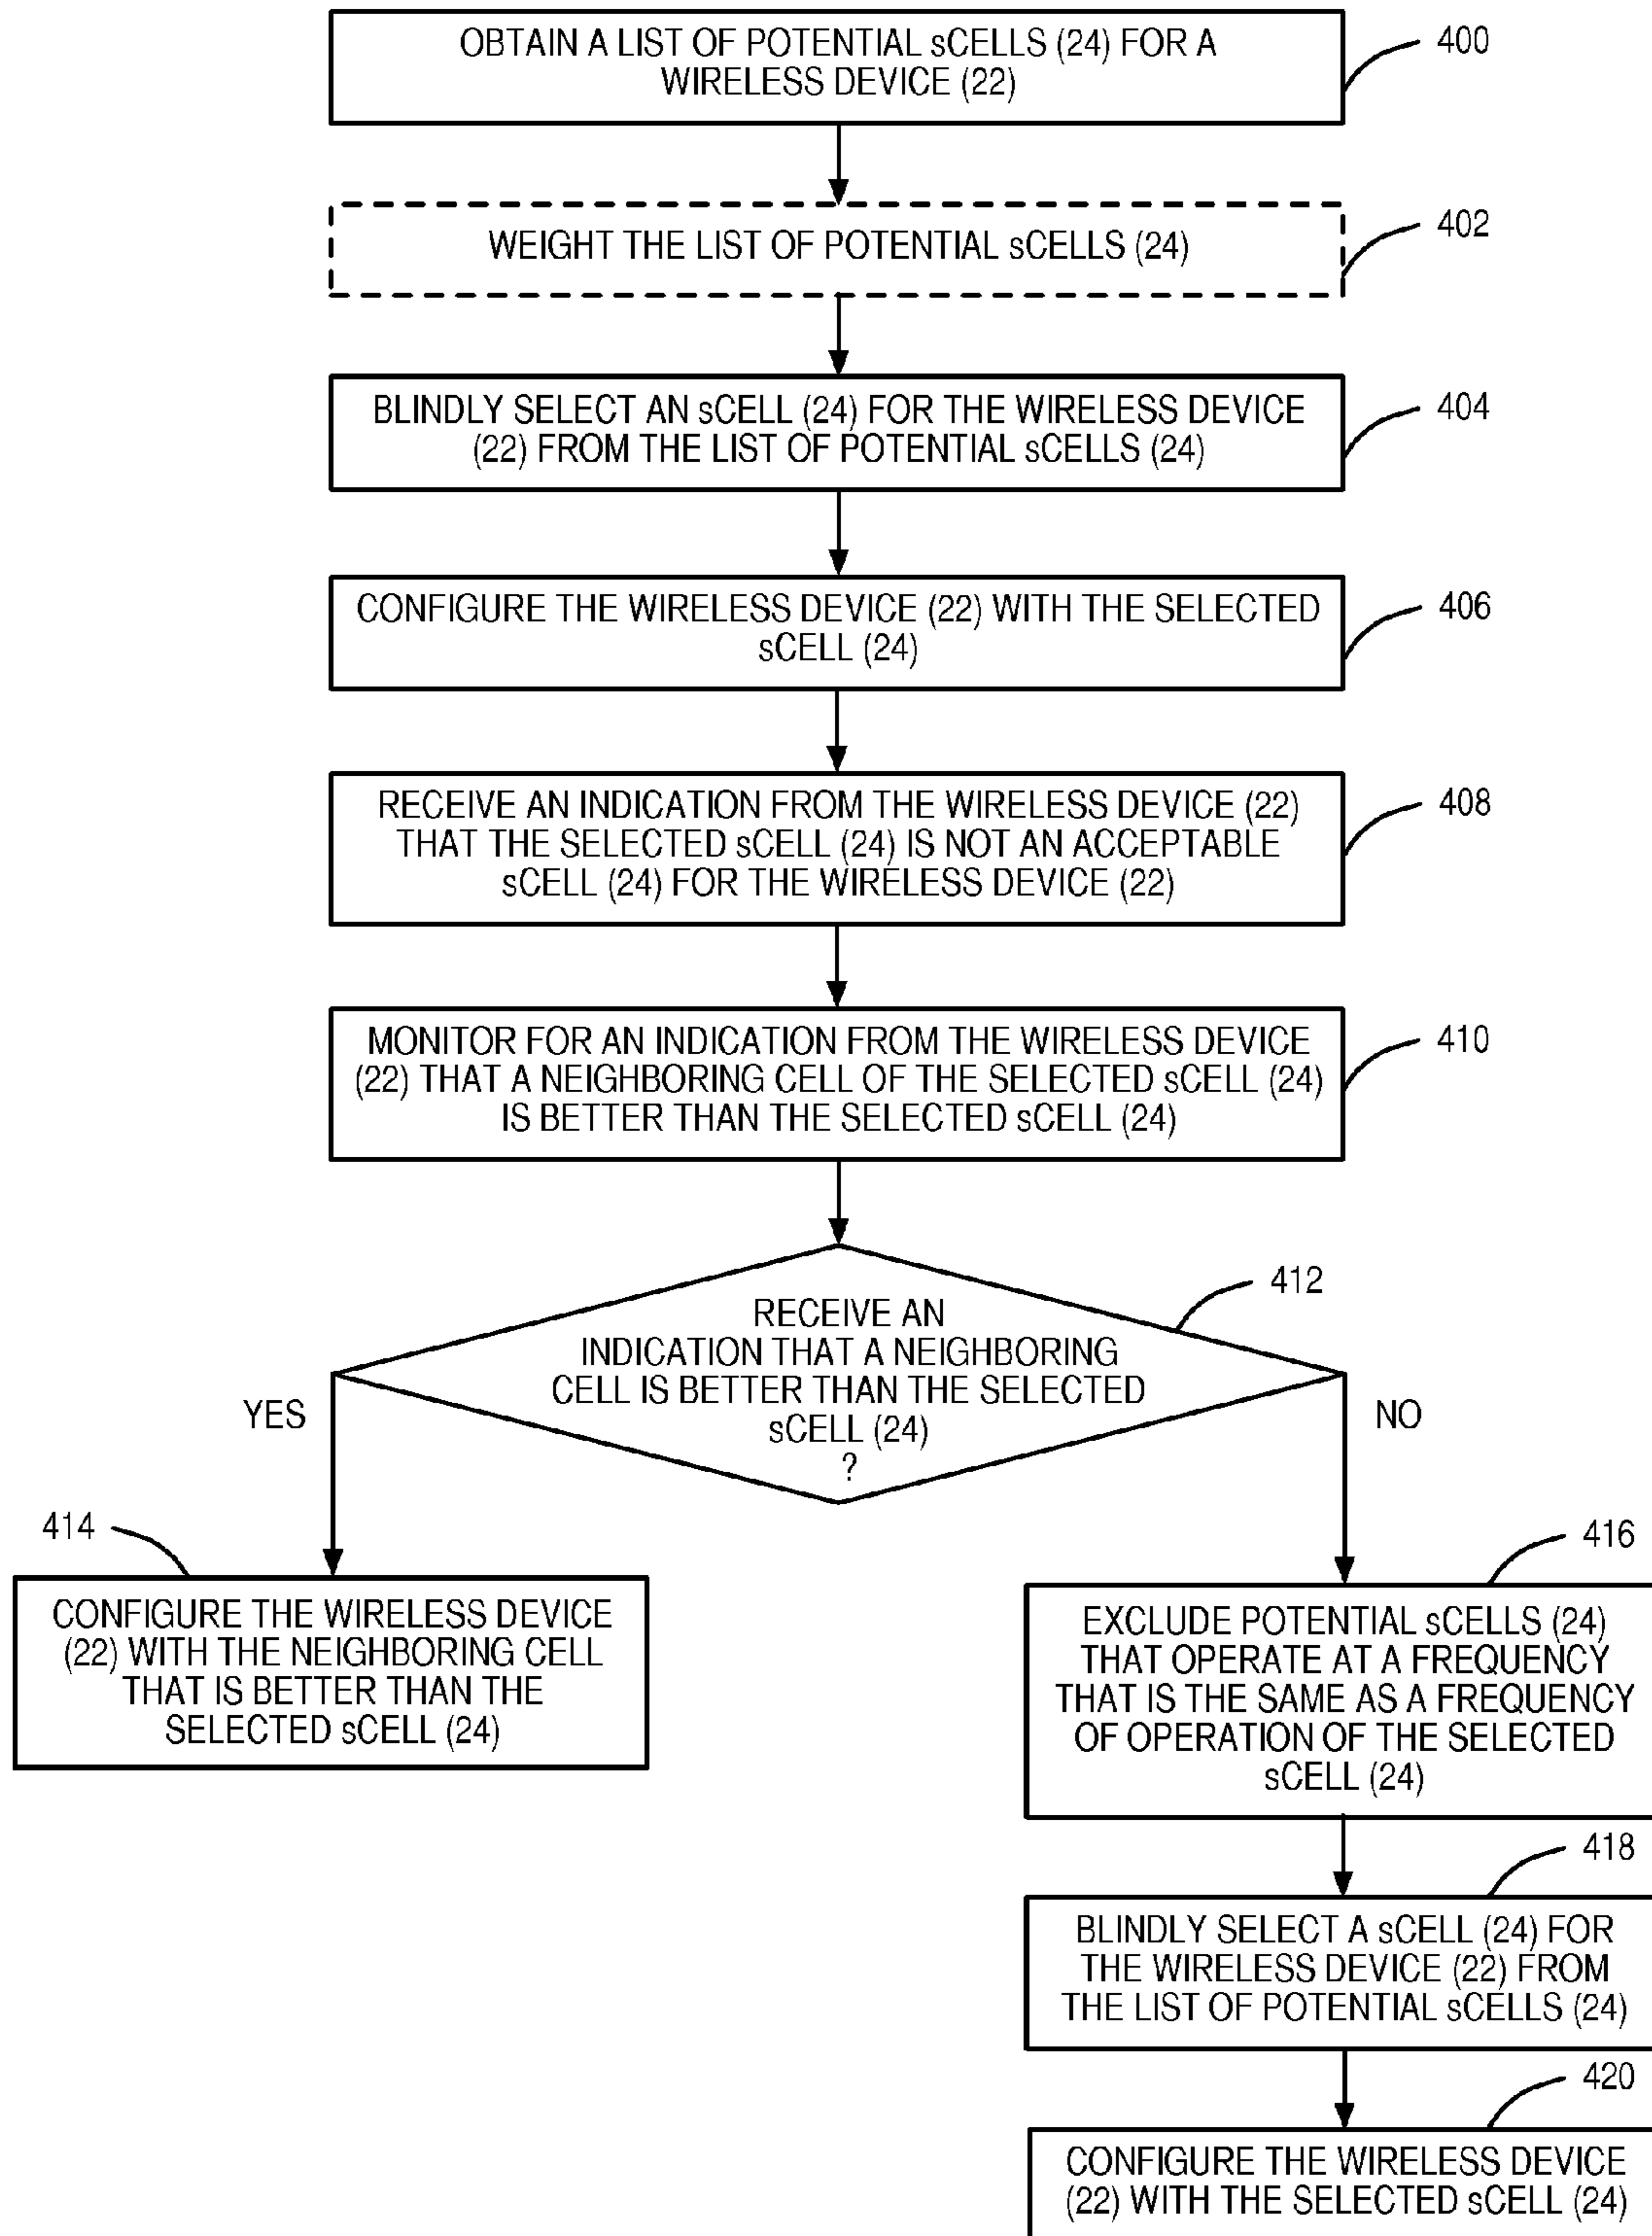 OBTAIN A LIST OF POTENTIAL sCELLS (24) FOR A
WIRELESS DEVICE (22)
400
WEIGHT THE LIST OF POTENTIAL sCELLS (24)
402
BLINDLY SELECT AN sCELL (24) FOR THE WIRELESS DEVICE
(22) FROM THE LIST OF POTENTIAL sCELLS (24)
404
CONFIGURE THE WIRELESS DEVICE (22) WITH THE SELECTED
sCELL (24)
406
RECEIVE AN INDICATION FROM THE WIRELESS DEVICE (22)
THAT THE SELECTED sCELL (24) IS NOT AN ACCEPTABLE
sCELL (24) FOR THE WIRELESS DEVICE (22)
408
MONITOR FOR AN INDICATION FROM THE WIRELESS DEVICE
(22) THAT A NEIGHBORING CELL OF THE SELECTED sCELL (24)
IS BETTER THAN THE SELECTED sCELL (24)
410
RECEIVE AN
INDICATION THAT A NEIGHBORING
CELL IS BETTER THAN THE SELECTED
sCELL (24)
?
412
YES
NO
414
CONFIGURE THE WIRELESS DEVICE
(22) WITH THE NEIGHBORING CELL
THAT IS BETTER THAN THE
SELECTED sCELL (24)
416
EXCLUDE POTENTIAL sCELLS (24)
THAT OPERATE AT A FREQUENCY
THAT IS THE SAME AS A FREQUENCY
OF OPERATION OF THE SELECTED
sCELL (24)
418
BLINDLY SELECT A sCELL (24) FOR
THE WIRELESS DEVICE (22) FROM
THE LIST OF POTENTIAL sCELLS (24)
420
CONFIGURE THE WIRELESS DEVICE
(22) WITH THE SELECTED sCELL (24)